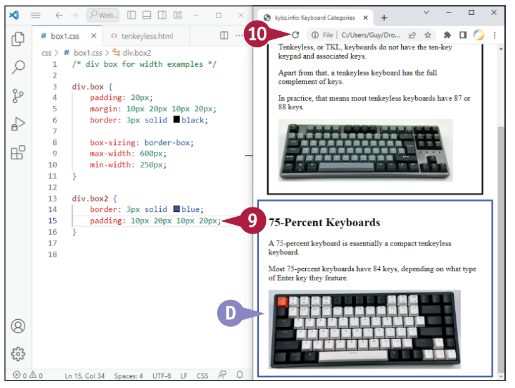 Web...
# box1.css
tenkeyless.html
css > # box1.css > div.box2
1 /* div box for width examples */
2
3 div.box {
4 padding: 20px;
5 margin: 10px 20px 10px 20px;
6 border: 3px solid black;
7
8 box-sizing: border-box;
9 max-width: 600px;
10 min-width: 250px;
11 }
12
13 div.box2 {
14 border: 3px solid blue;
15 padding: 10px 20px 10px 20px;
16 }
17
18
9
0 0
Ln 15, Col 34 Spaces: 4 UTF-8 LF CSS
kybz.info: Keyboard Categories
10
File | C:/Users/Guy/Dro...
Tenkeyless, or TKL, keyboards do not have the ten-key
keypad and associated keys.
Apart from that, a tenkeyless keyboard has the full
complement of keys.
In practice, that means most tenkeyless keyboards have 87 or
88 keys.
75-Percent Keyboards
A 75-percent keyboard is essentially a compact tenkeyless
keyboard.
Most 75-percent keyboards have 84 keys, depending on what type
of Enter key they feature.
D